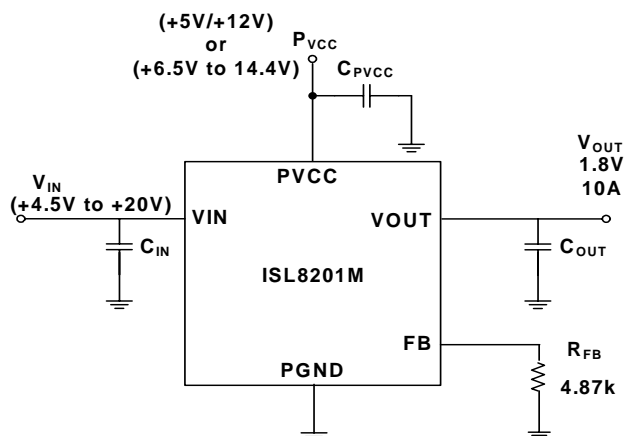 (+5V/+12V)
or
(+6.5V to 14.4V)
PVCC
CPVCC
VIN
(+4.5V to +20V)
CIN
PVCC
VIN
VOUT
ISL8201M
FB
PGND
VOUT
1.8V
10A
COUT
RFB
4.87k